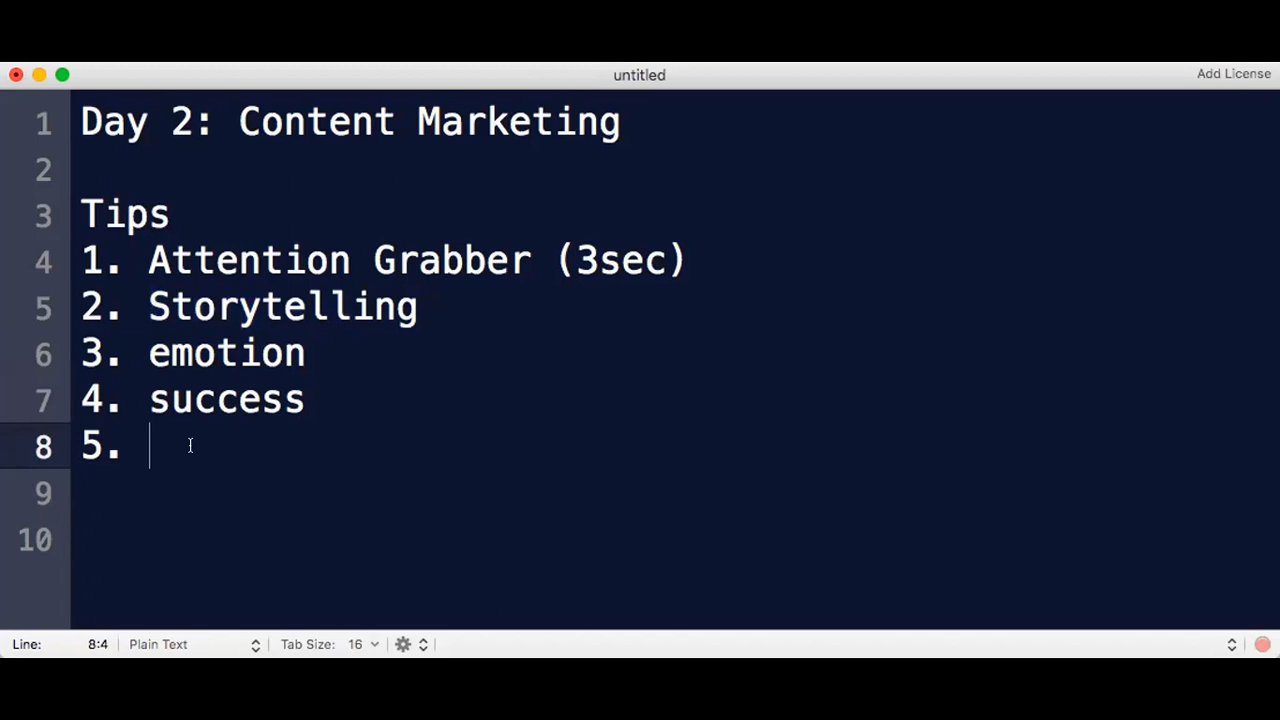 untitled
Add License
1 Day 2: Content Marketing
2
3 Tips
4 1. Attention Grabber (3sec)
5 2. Storytelling
6 3. emotion
7 4. success
8 5.
9
10
Line: 8:4 Plain Text Tab Size: 16